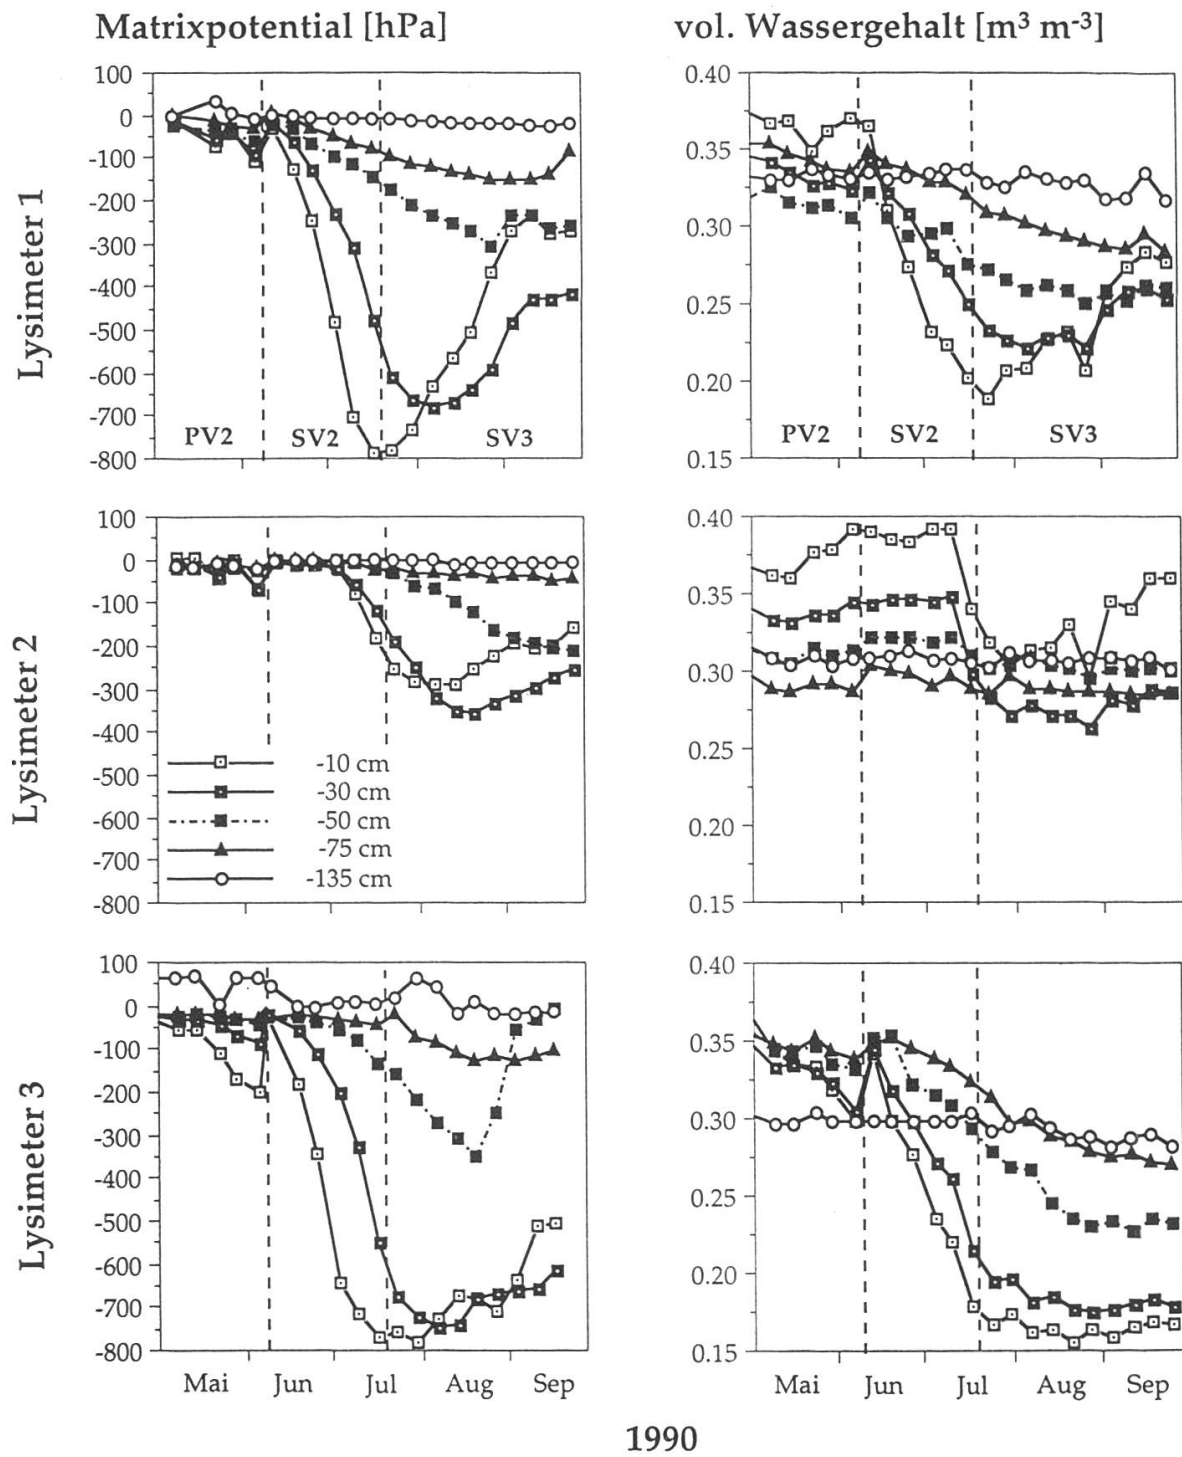 Matrixpotential [hPa]
vol. Wassergehalt [m³ m⁻³]
Lysimeter 1
100
0
-100
-200
-300
-400
-500
-600
-700
-800
PV2
SV2
SV3
0.40
0.35
0.30
0.25
0.20
0.15
PV2
SV2
SV3
Lysimeter 2
100
0
-100
-200
-300
-400
-500
-600
-700
-800
-10 cm
-30 cm
-50 cm
-75 cm
-135 cm
0.40
0.35
0.30
0.25
0.20
0.15
Lysimeter 3
100
0
-100
-200
-300
-400
-500
-600
-700
-800
Mai Jun Jul Aug Sep
0.40
0.35
0.30
0.25
0.20
0.15
Mai Jun Jul Aug Sep
1990